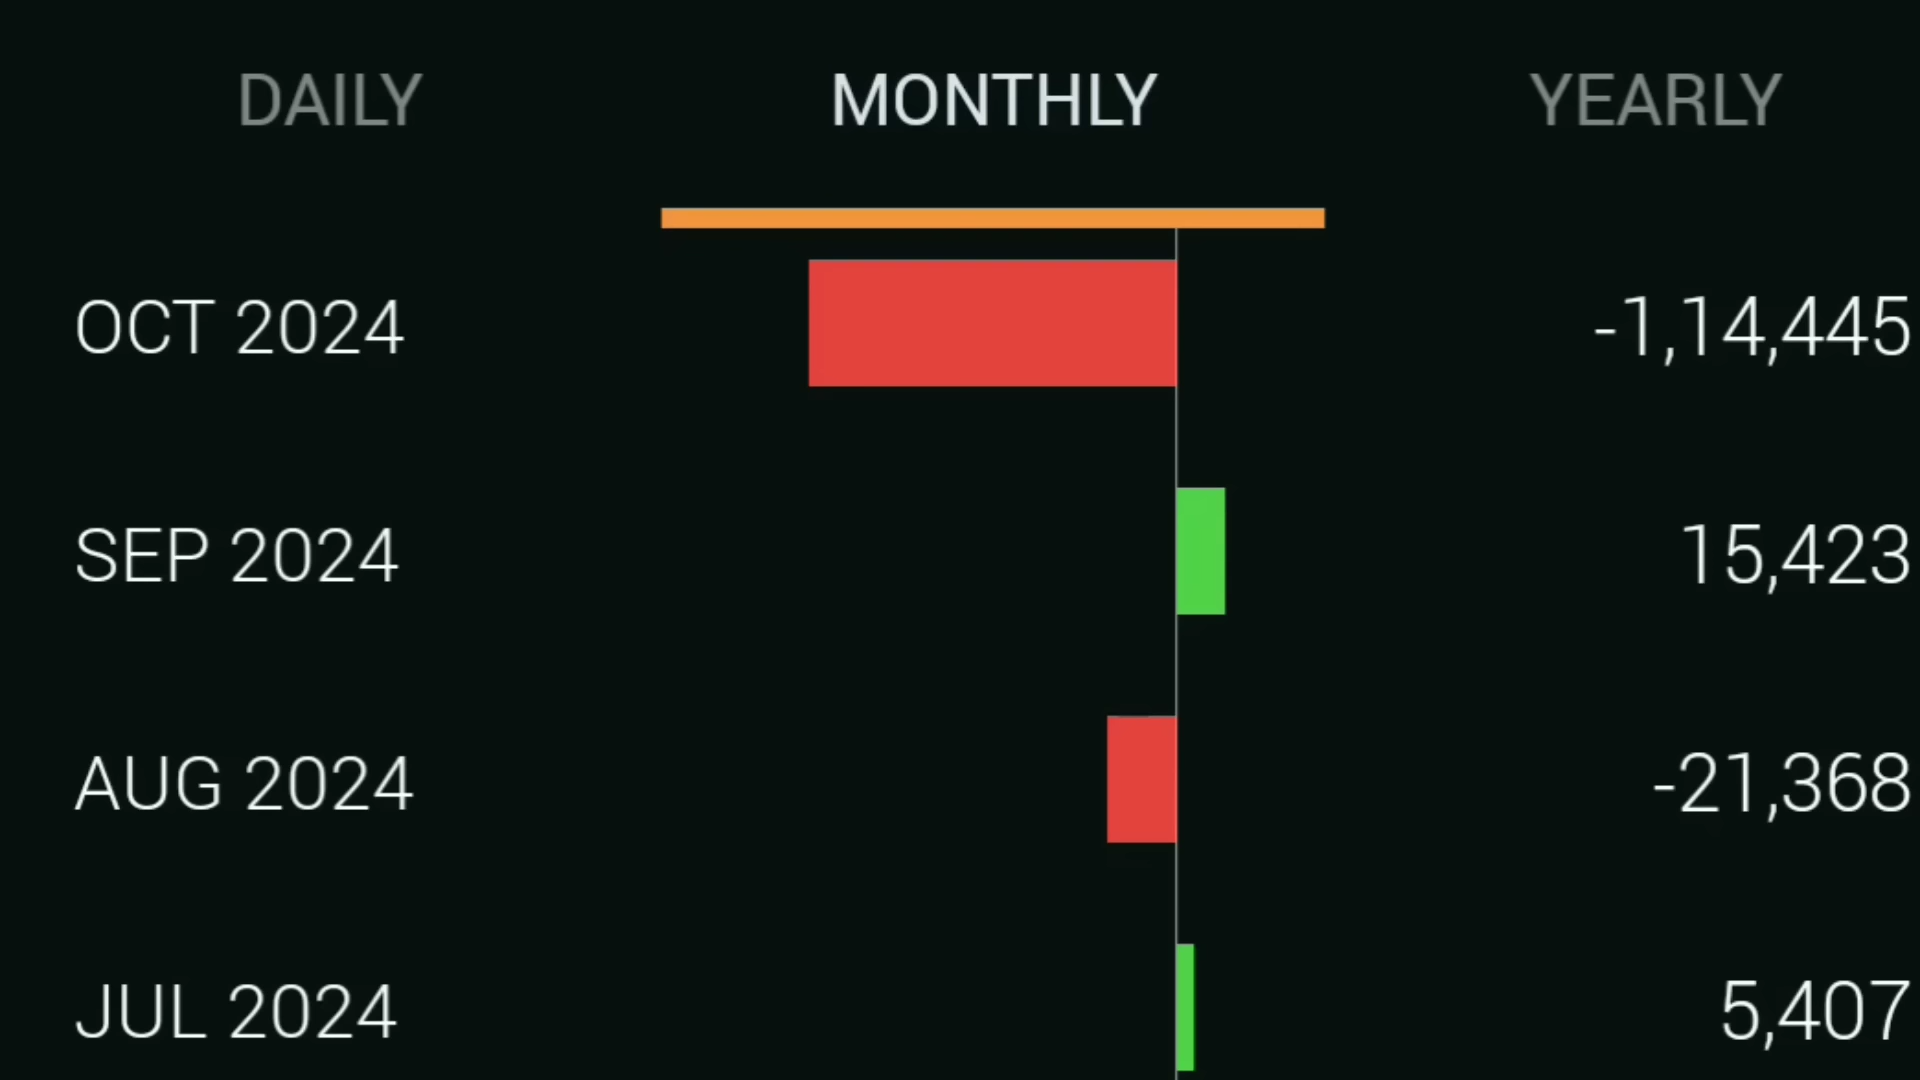 DAILY MONTHLY YEARLY
OCT 2024 -1,14,445
SEP 2024 15,423
AUG 2024 -21,368
JUL 2024 5,407